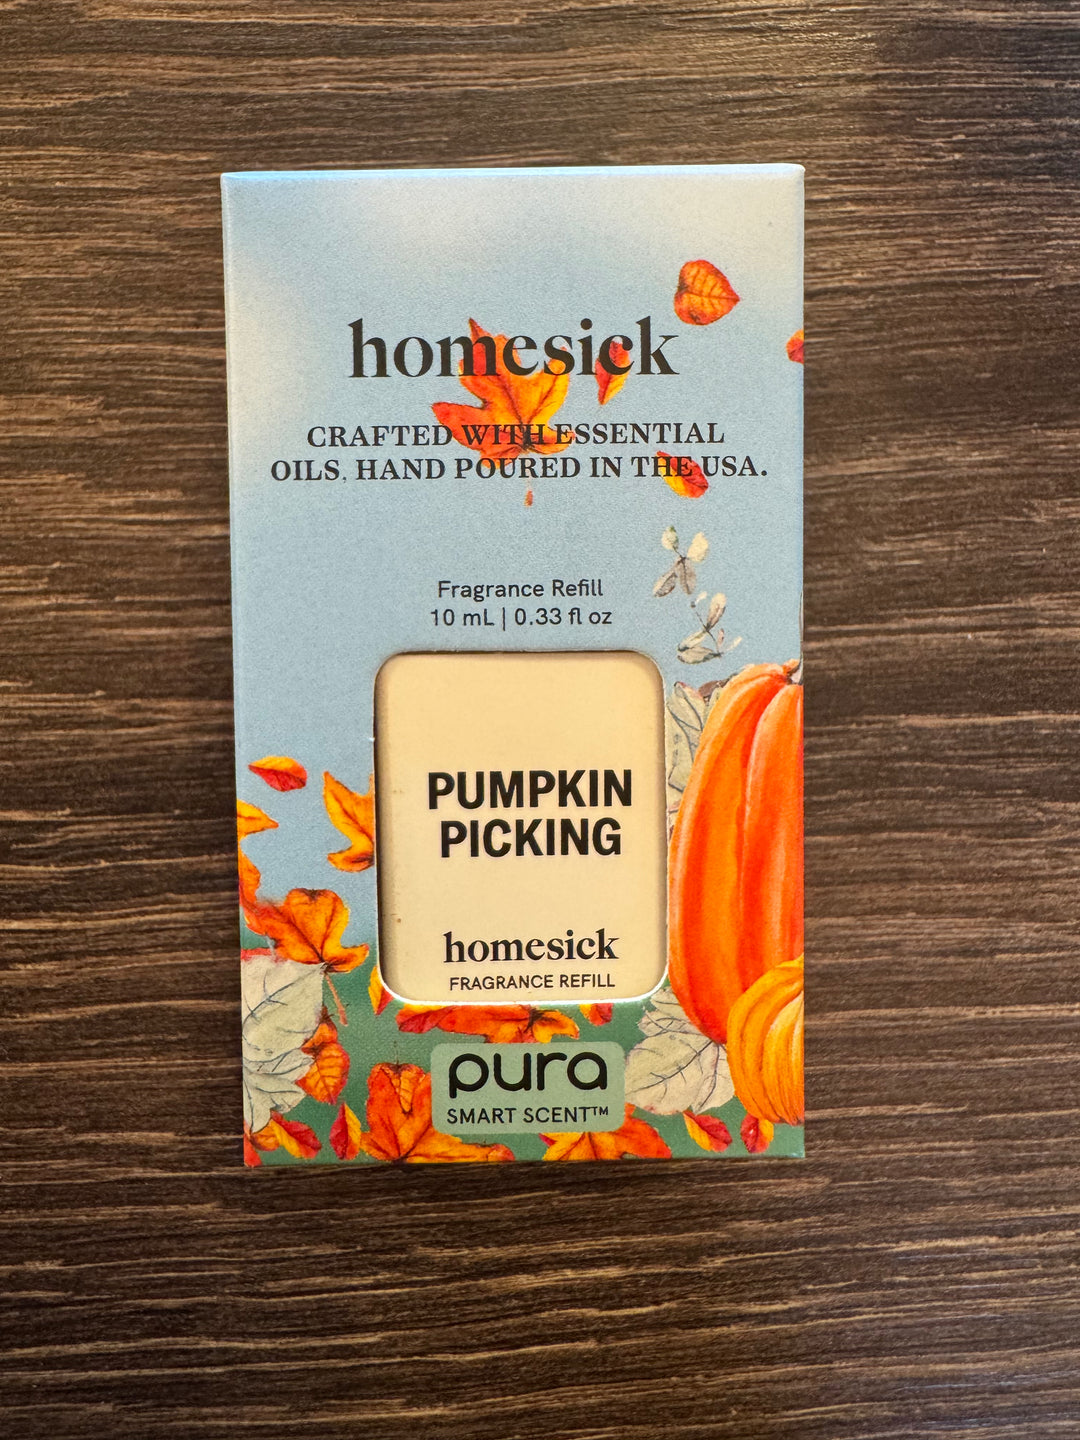 homesick
CRAFTED WITH ESSENTIAL
OILS, HAND POURED IN THE USA.
Fragrance Refill
10 mL | 0.33 fl oz
PUMPKIN
PICKING
homesick
FRAGRANCE REFILL
pura
SMART SCENT™